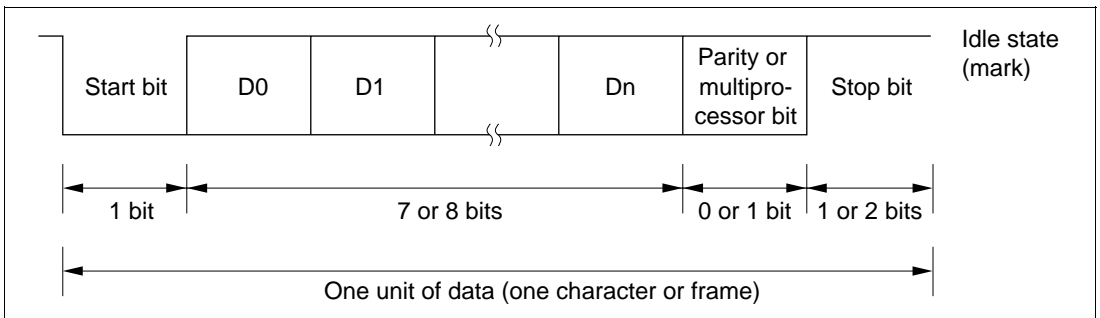 Idle state
(mark)
Start bit
D0
D1
Dn
Parity or
multipro-
cessor bit
Stop bit
1 bit
7 or 8 bits
0 or 1 bit
1 or 2 bits
One unit of data (one character or frame)